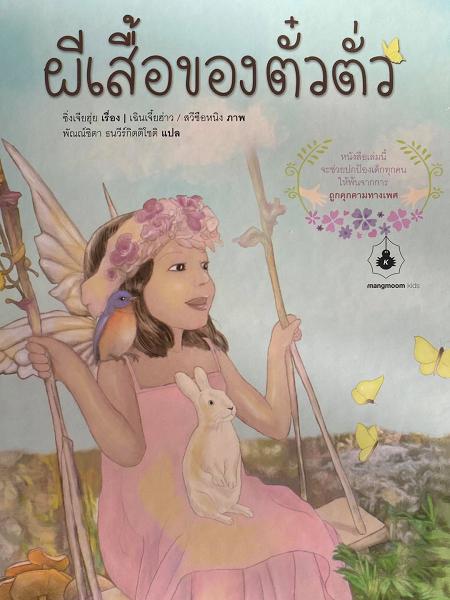 ผีเสื้อของตั๋วตั่ว
ซิ่งเจียฮุ่ย เรื่อง | เฉินเจี๋ยฮ่าว / สวีซือหนิง ภาพ
พัณณ์ชิตา ธนวีร์กิตติโชติ แปล
หนังสือเล่มนี้
จะช่วยปกป้องเด็กทุกคน
ให้พ้นจากการ
ถูกคุกคามทางเพศ
K
mangmoom kids